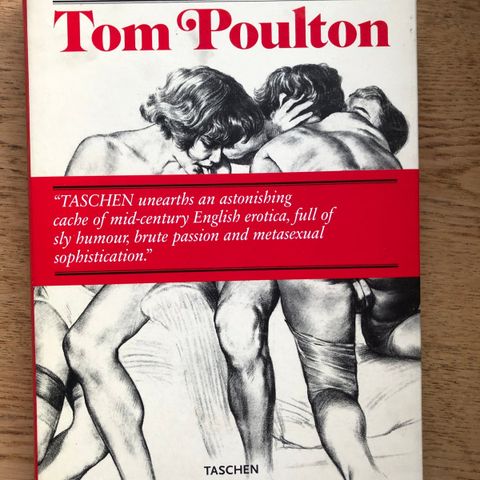 Tom Poulton
“TASCHEN unearths an astonishing
cache of mid-century English erotica, full of
sly humour, brute passion and metasexual
sophistication.”
TASCHEN